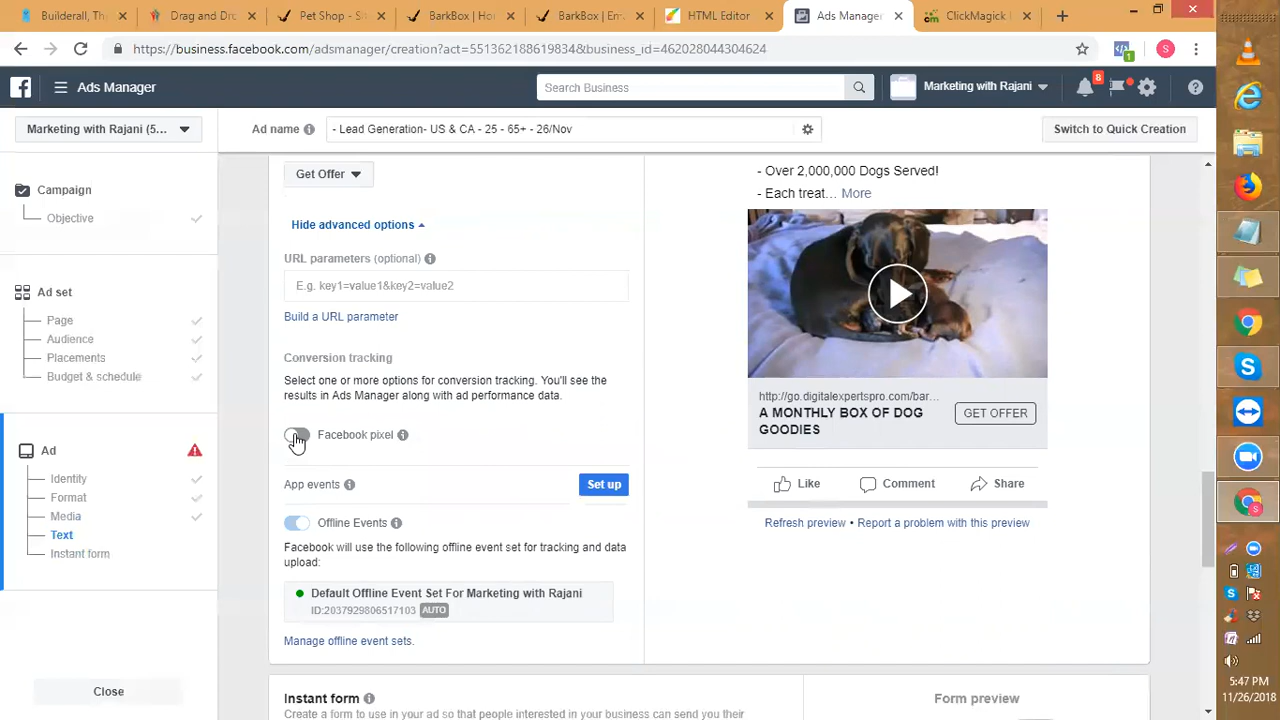 Builderall, Th
Drag and Dr
Pet Shop - S
BarkBox | Ho
BarkBox | Em
HTML Editor
Ads Manager
ClickMagick |
https://business.facebook.com/adsmanager/creation?act=551362188619834&business_id=462028044304624
S
1
Ads Manager
Search Business
Marketing with Rajani
8
Marketing with Rajani (5...
Ad name
- Lead Generation- US & CA - 25 - 65+ - 26/Nov
Switch to Quick Creation
Campaign
Objective
Ad set
Page
Audience
Placements
Budget & schedule
Ad
Identity
Format
Media
Text
Instant form
Close
Get Offer
Hide advanced options
URL parameters (optional)
E.g. key1=value1&key2=value2
Build a URL parameter
Conversion tracking
Select one or more options for conversion tracking. You'll see the
results in Ads Manager along with ad performance data.
Facebook pixel
App events
Set up
Offline Events
Facebook will use the following offline event set for tracking and data
upload:
Default Offline Event Set For Marketing with Rajani
ID:2037929806517103 AUTO
Manage offline event sets.
Instant form
Create a form to use in your ad so that people interested in your business can send you their
- Over 2,000,000 Dogs Served!
- Each treat... More
http://go.digitalexpertspro.com/bar...
A MONTHLY BOX OF DOG
GOODIES
GET OFFER
Like
Comment
Share
Refresh preview • Report a problem with this preview
Form preview
5:47 PM
11/26/2018